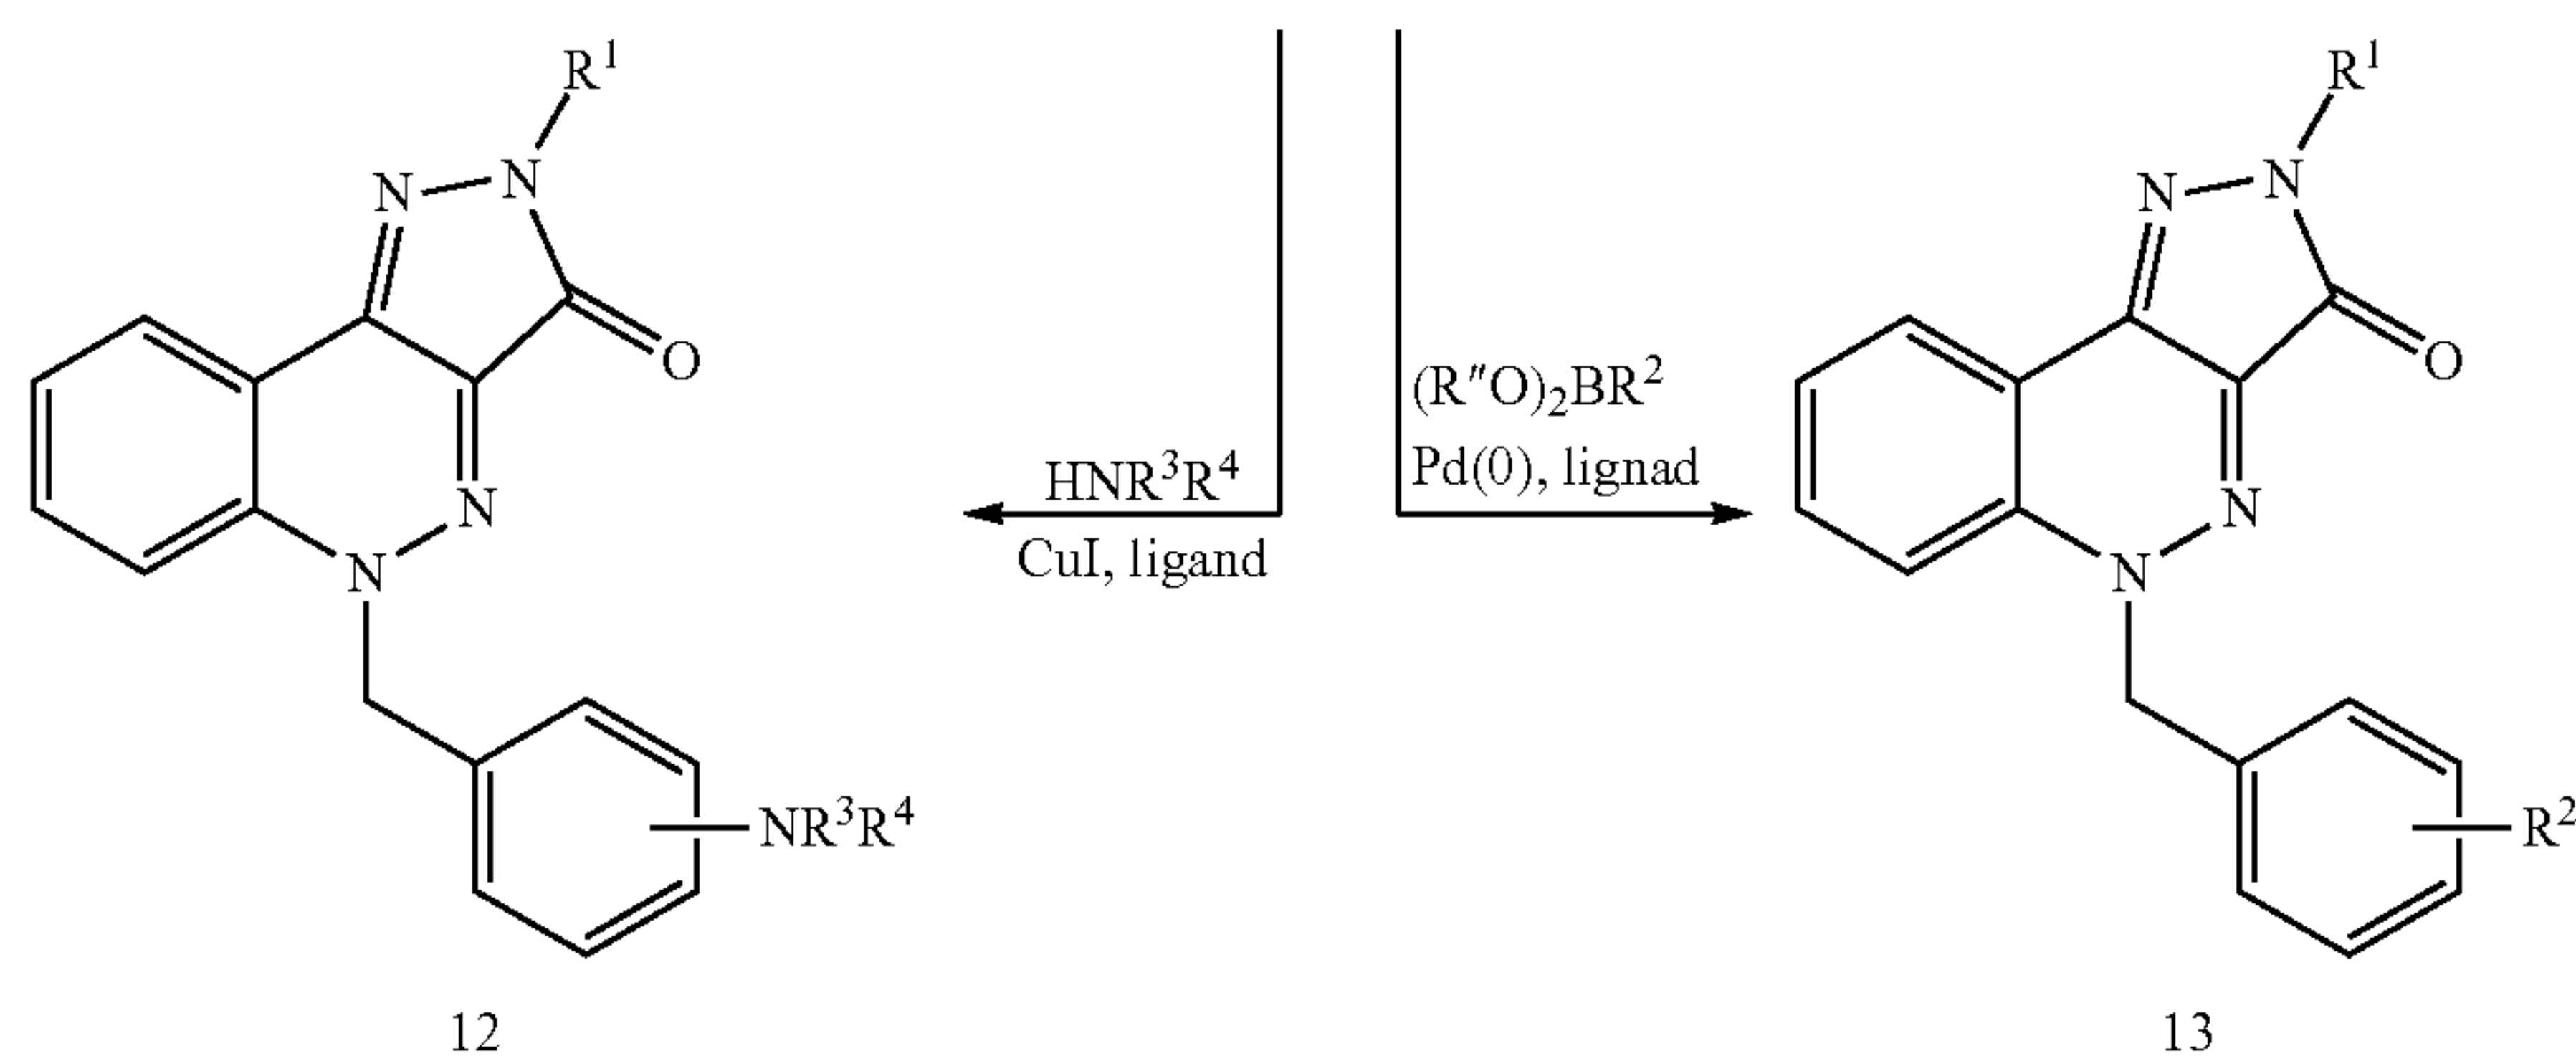 R¹
N
N
O
N
N
NR³R⁴
12
HNR³R⁴
CuI, ligand
(R″O)₂BR²
Pd(0), lignad
R¹
N
N
O
N
N
R²
13